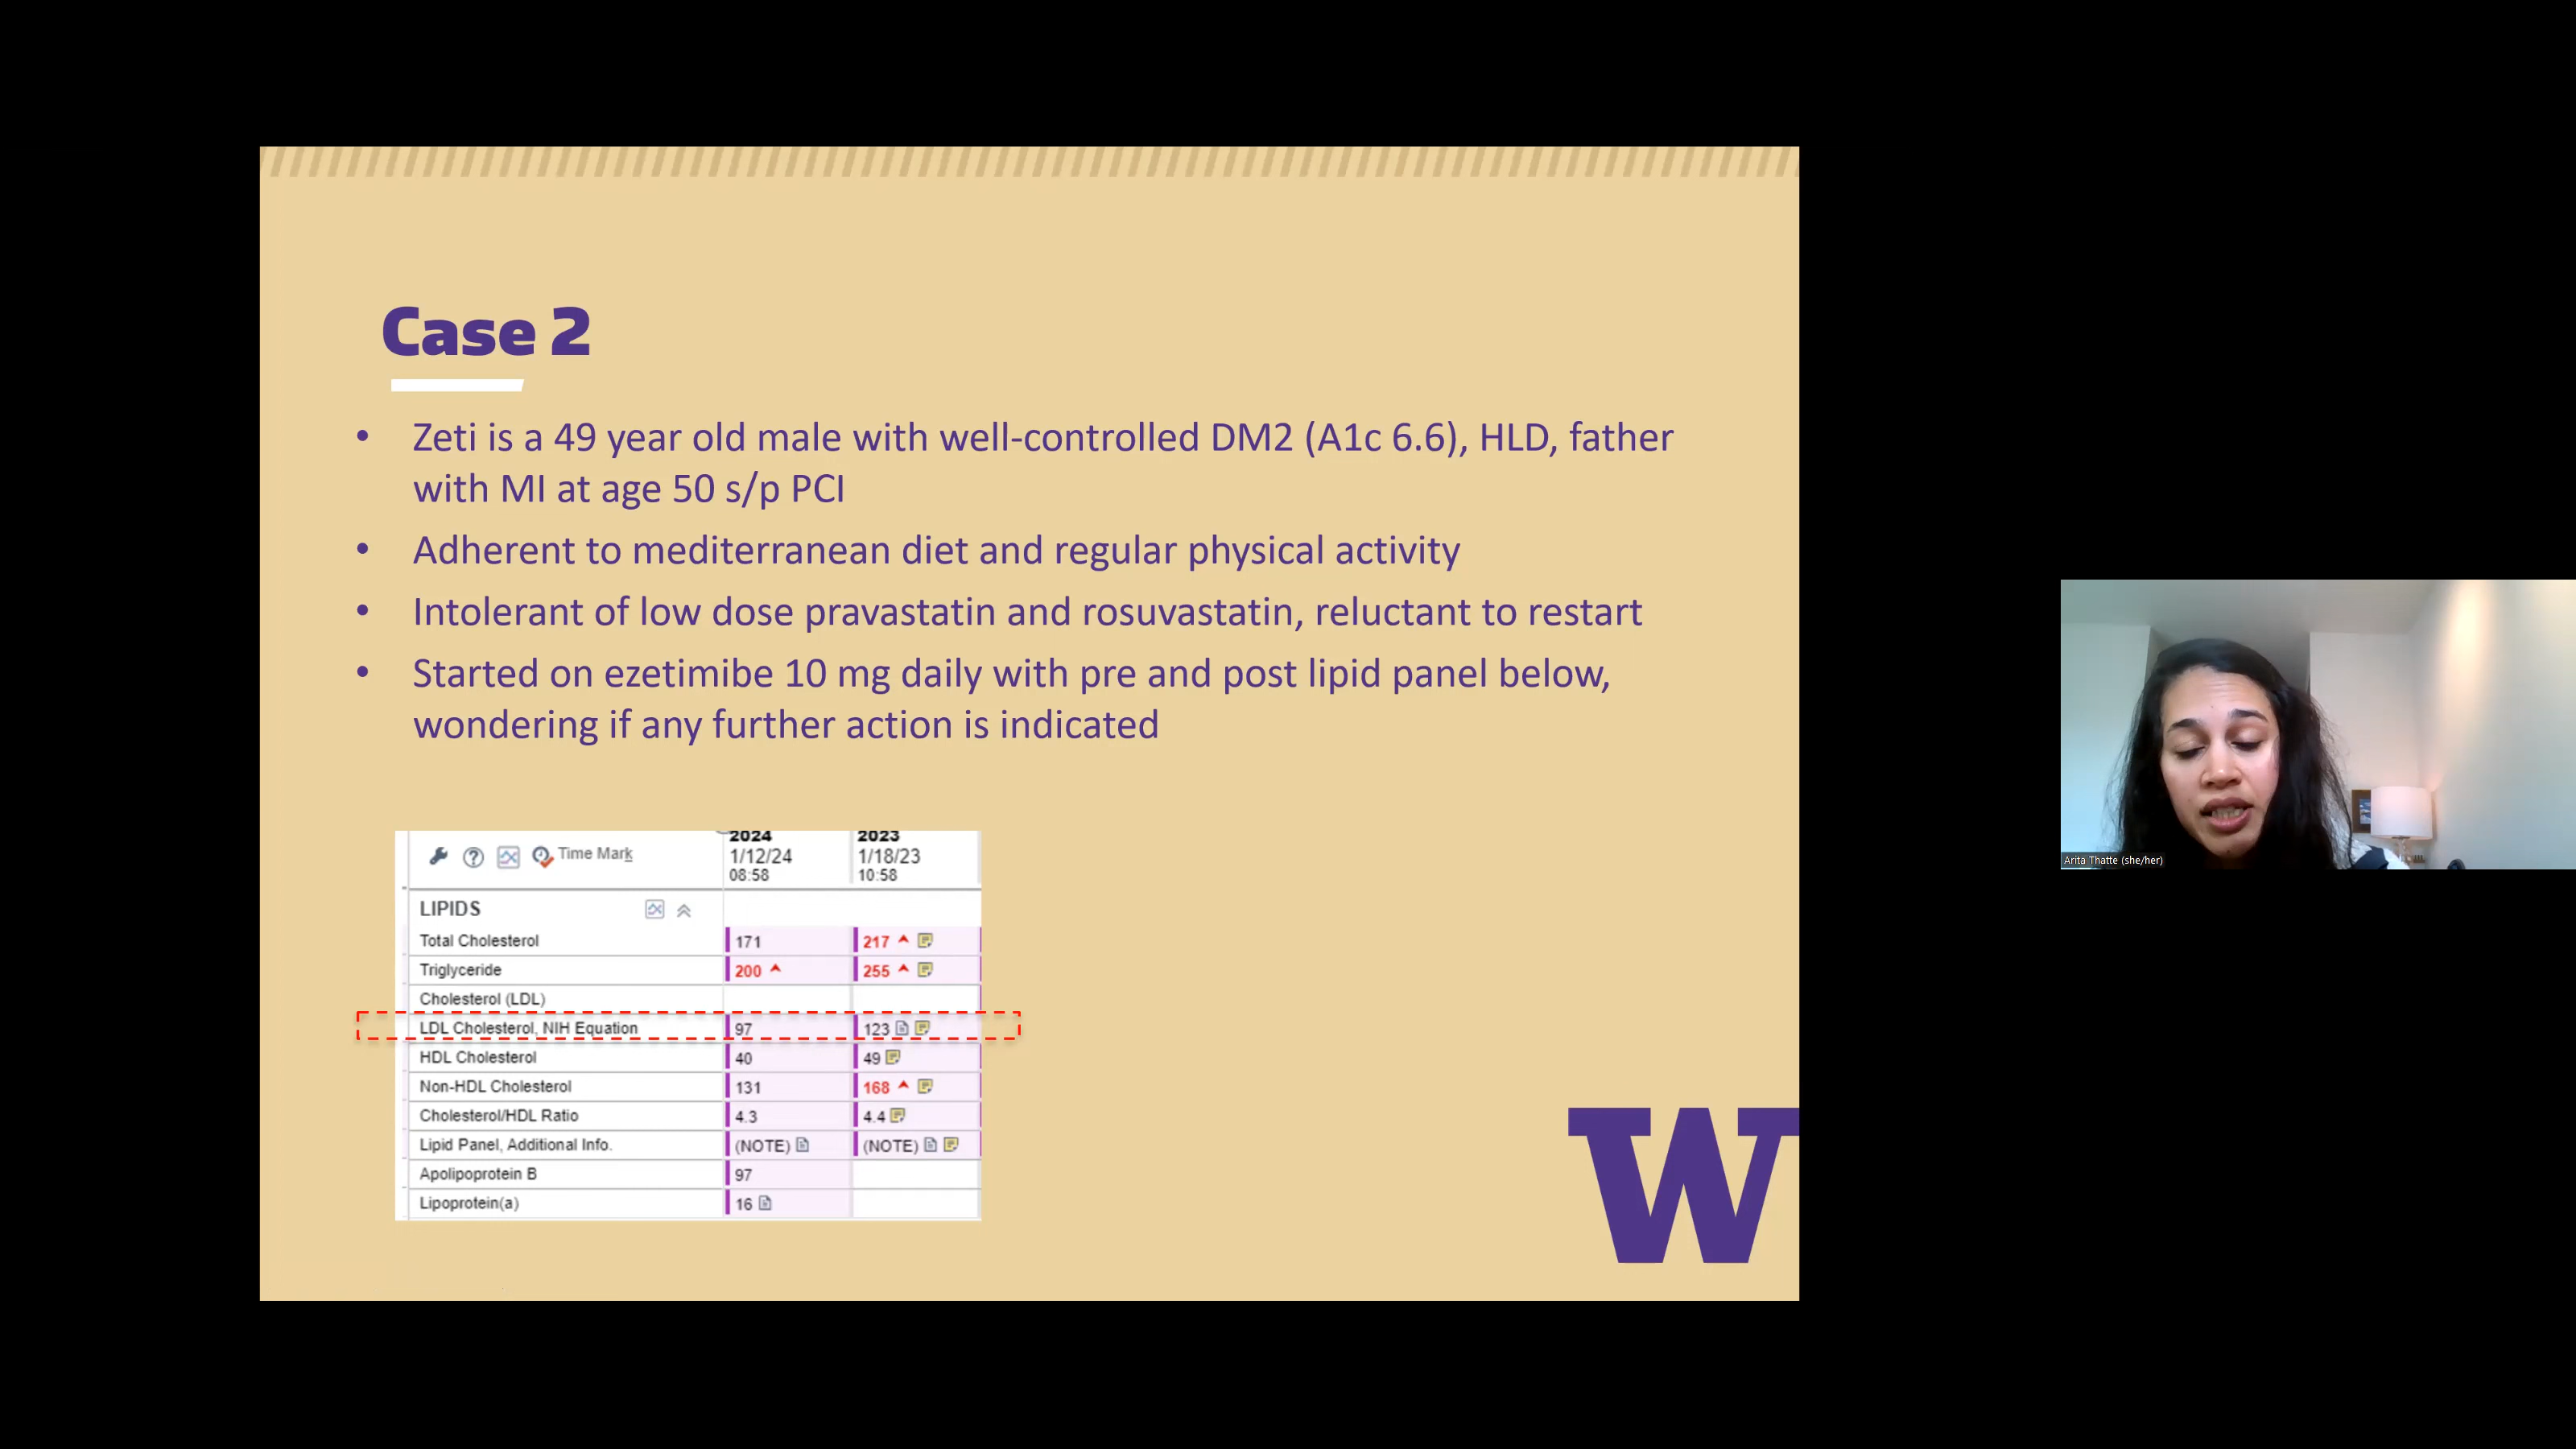 Case 2
• Zeti is a 49 year old male with well-controlled DM2 (A1c 6.6), HLD, father
with MI at age 50 s/p PCI
• Adherent to mediterranean diet and regular physical activity
• Intolerant of low dose pravastatin and rosuvastatin, reluctant to restart
• Started on ezetimibe 10 mg daily with pre and post lipid panel below,
wondering if any further action is indicated
2024 2023
Time Mark 1/12/24 1/18/23
08:58 10:58
LIPIDS
Total Cholesterol 171 217
Triglyceride 200 255
Cholesterol (LDL)
LDL Cholesterol, NIH Equation 97 123
HDL Cholesterol 40 49
Non-HDL Cholesterol 131 168
Cholesterol/HDL Ratio 4.3 4.4
Lipid Panel, Additional Info. (NOTE) (NOTE)
Apolipoprotein B 97
Lipoprotein(a) 16
W
Arita Thatte (she/her)